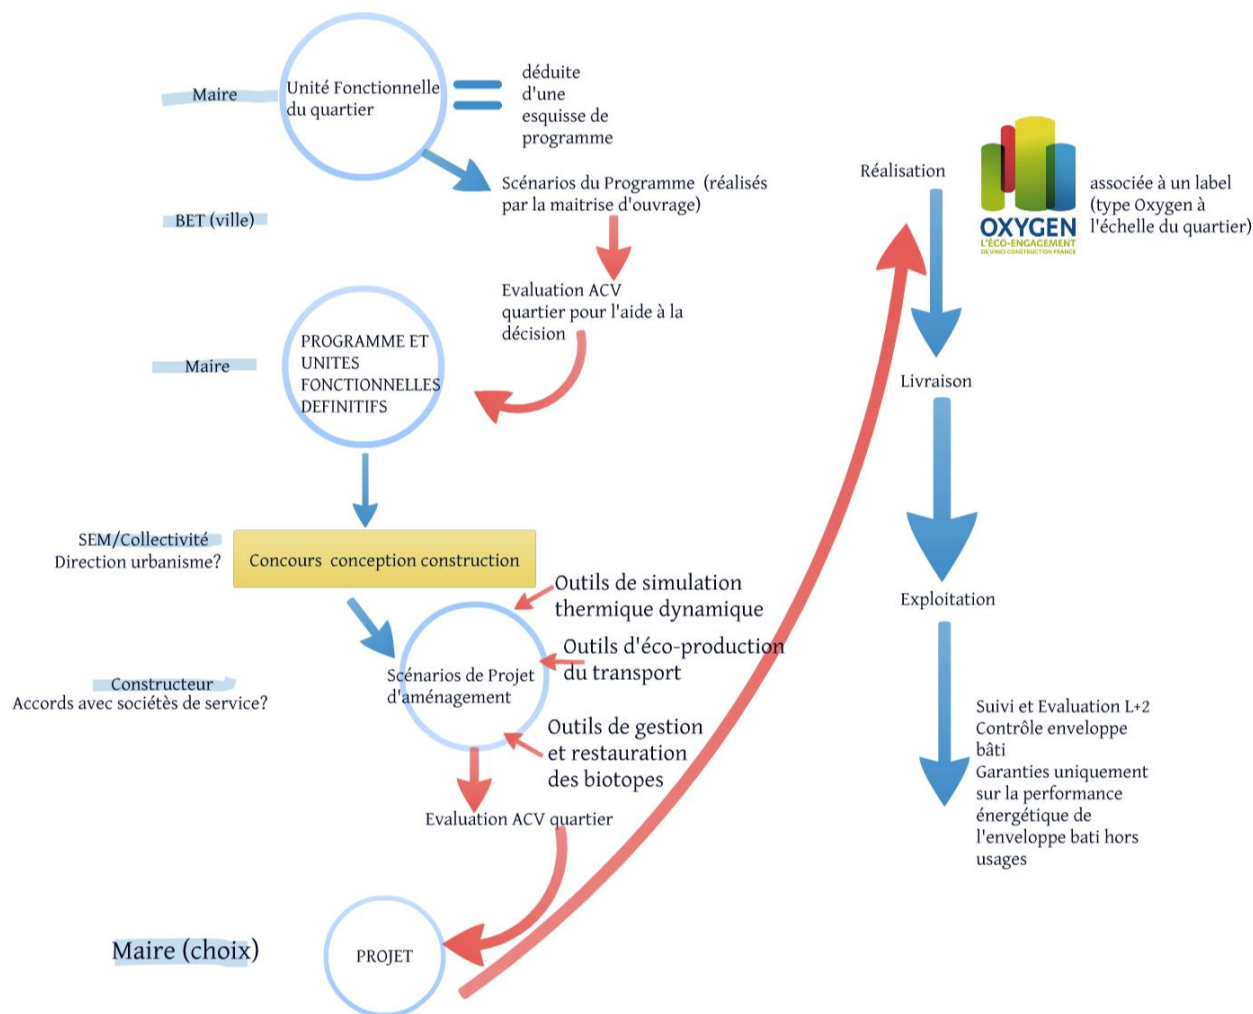 Maire
Unité Fonctionnelle
du quartier
déduite
d'une
esquisse de
programme
Scénarios du Programme (réalisés
par la maitrise d'ouvrage)
BET (ville)
Evaluation ACV
quartier pour l'aide à la
décision
Maire
PROGRAMME ET
UNITES
FONCTIONNELLES
DEFINITIFS
SEM/Collectivité
Direction urbanisme?
Concours conception construction
Outils de simulation
thermique dynamique
Outils d'éco-production
du transport
Scénarios de Projet
d'aménagement
Constructeur
Accords avec sociétès de service?
Outils de gestion
et restauration
des biotopes
Evaluation ACV quartier
Maire (choix)
PROJET
Réalisation
OXYGEN
L'ÉCO-ENGAGEMENT
DE VINCI CONSTRUCTION FRANCE
associée à un label
(type Oxygen à
l'échelle du quartier)
Livraison
Exploitation
Suivi et Evaluation L+2
Contrôle enveloppe
bâti
Garanties uniquement
sur la performance
énergétique de
l'enveloppe bati hors
usages